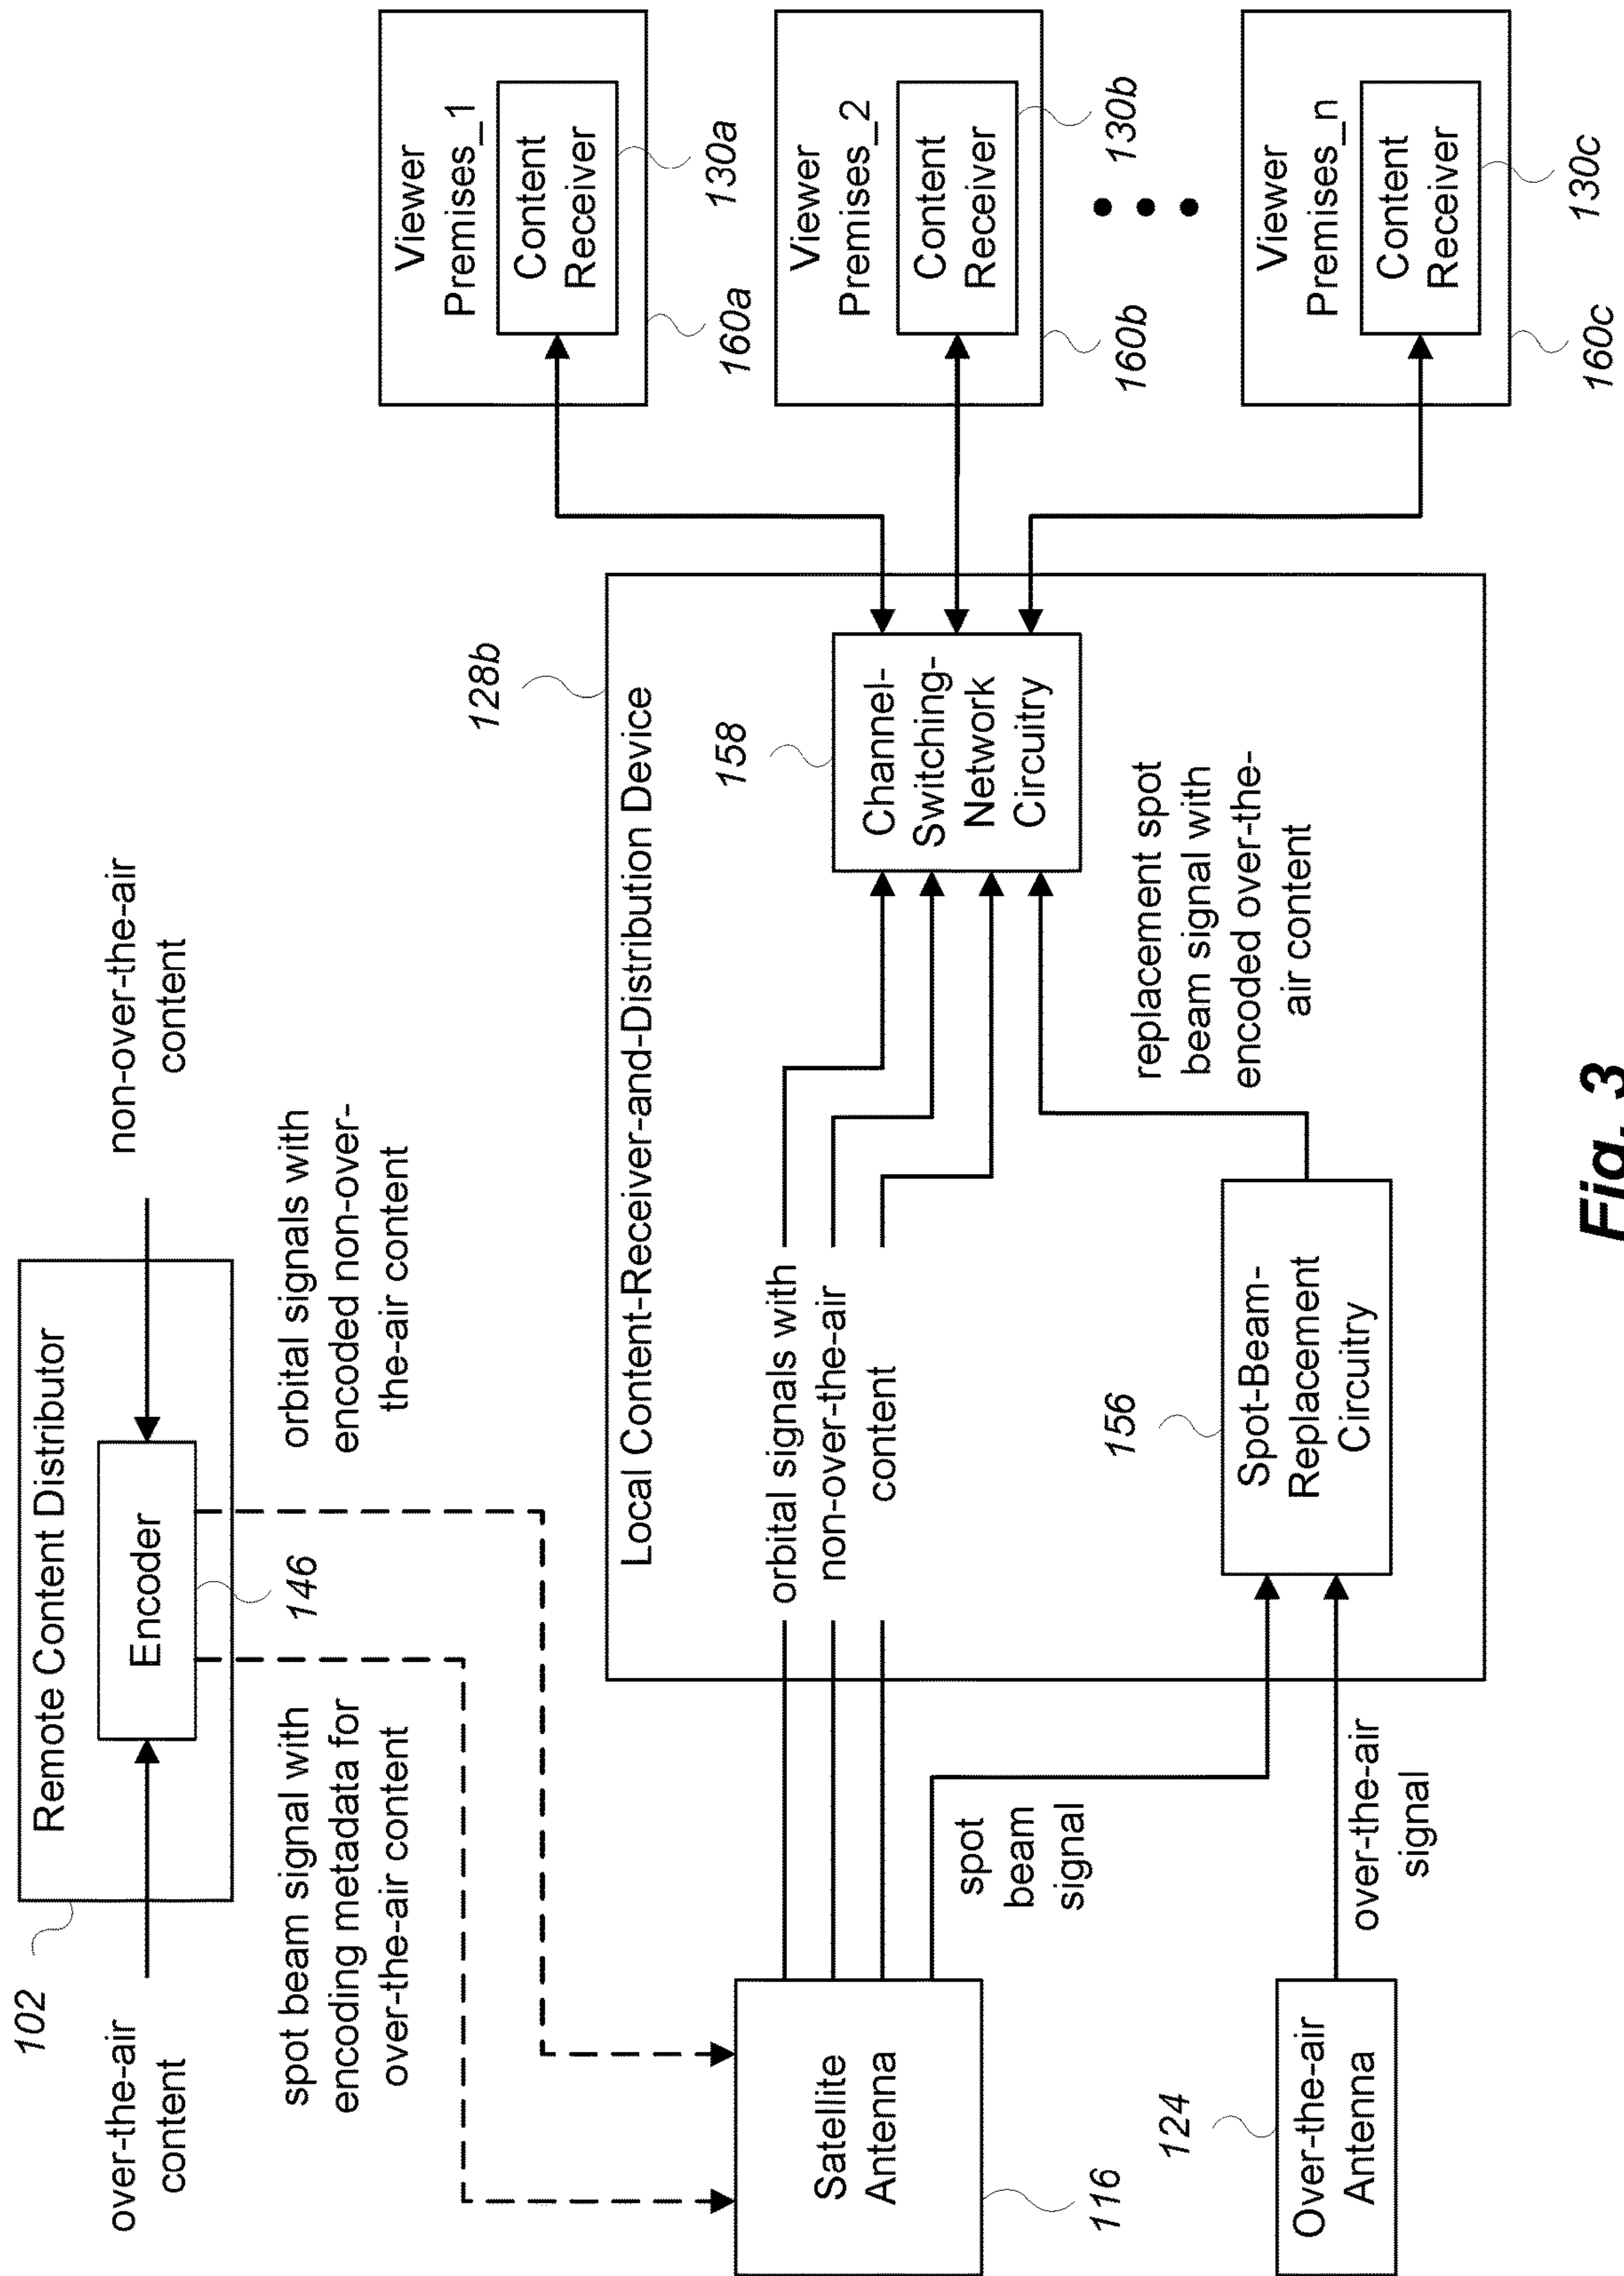 102
Remote Content Distributor
over-the-air
content
Encoder
146
non-over-the-air
content
spot beam signal with
encoding metadata for
over-the-air content
orbital signals with
encoded non-over-
the-air content
Satellite
Antenna
116
124
Over-the-air
Antenna
spot
beam
signal
over-the-air
signal
128b
Local Content-Receiver-and-Distribution Device
orbital signals with
non-over-the-air
content
156
Spot-Beam-
Replacement
Circuitry
158
Channel-
Switching-
Network
Circuitry
replacement spot
beam signal with
encoded over-the-
air content
Viewer
Premises_1
Content
Receiver
160a
130a
Viewer
Premises_2
Content
Receiver
160b
130b
Viewer
Premises_n
Content
Receiver
160c
130c
Fig. 3